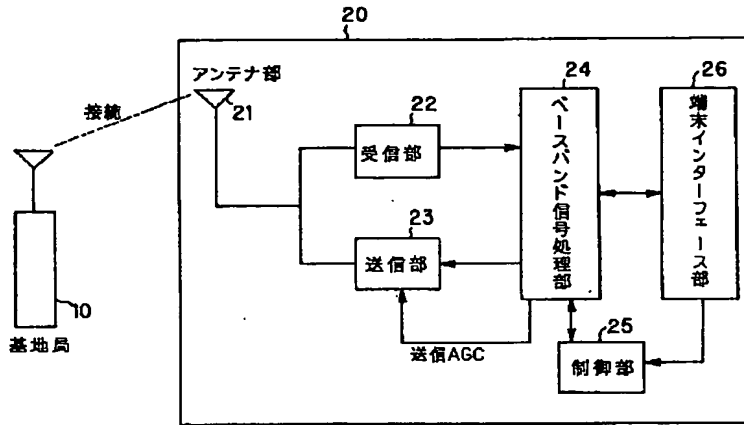 20
アンテナ部
21
接続
10
基地局
22
受信部
23
送信部
送信AGC
24
ベースバンド信号処理部
25
制御部
26
端末インターフェース部